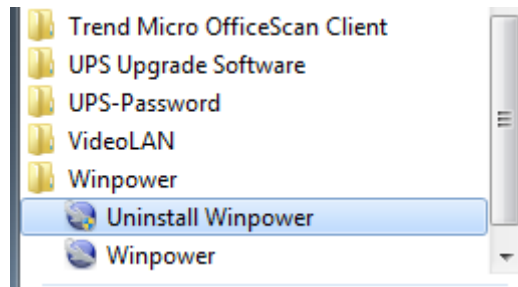 Trend Micro OfficeScan Client
UPS Upgrade Software
UPS-Password
VideoLAN
Winpower
Uninstall Winpower
Winpower